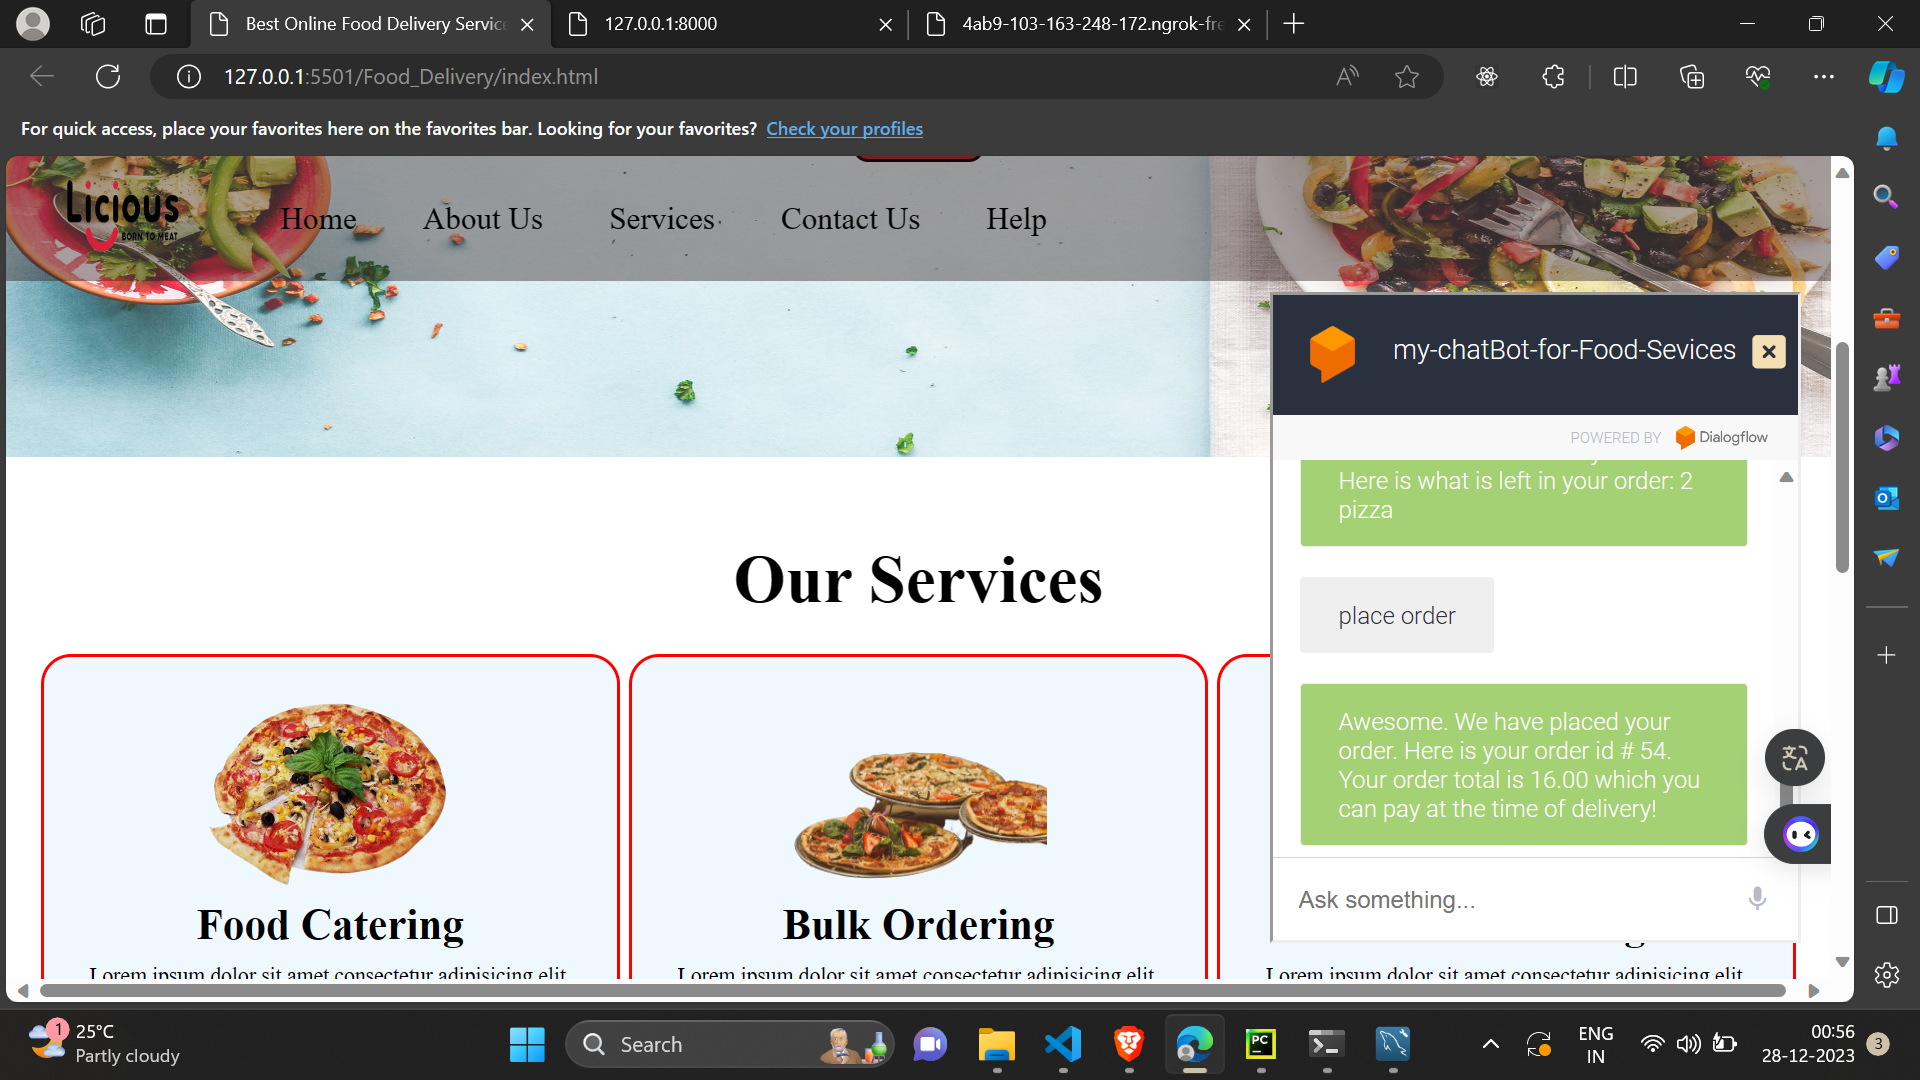 Best Online Food Delivery Service
127.0.0.1:8000
4ab9-103-163-248-172.ngrok-fre
127.0.0.1:5501/Food_Delivery/index.html
For quick access, place your favorites here on the favorites bar. Looking for your favorites? Check your profiles
Licious
BORN TO MEAT
Home
About Us
Services
Contact Us
Help
my-chatBot-for-Food-Sevices
POWERED BY Dialogflow
Here is what is left in your order: 2
pizza
place order
Awesome. We have placed your
order. Here is your order id # 54.
Your order total is 16.00 which you
can pay at the time of delivery!
Ask something...
Our Services
Food Catering
Bulk Ordering
Lorem ipsum dolor sit amet consectetur adipisicing elit.
Lorem ipsum dolor sit amet consectetur adipisicing elit.
Lorem ipsum dolor sit amet consectetur adipisicing elit.
1
25°C
Partly cloudy
Search
PC
ENG
IN
00:56
28-12-2023
3